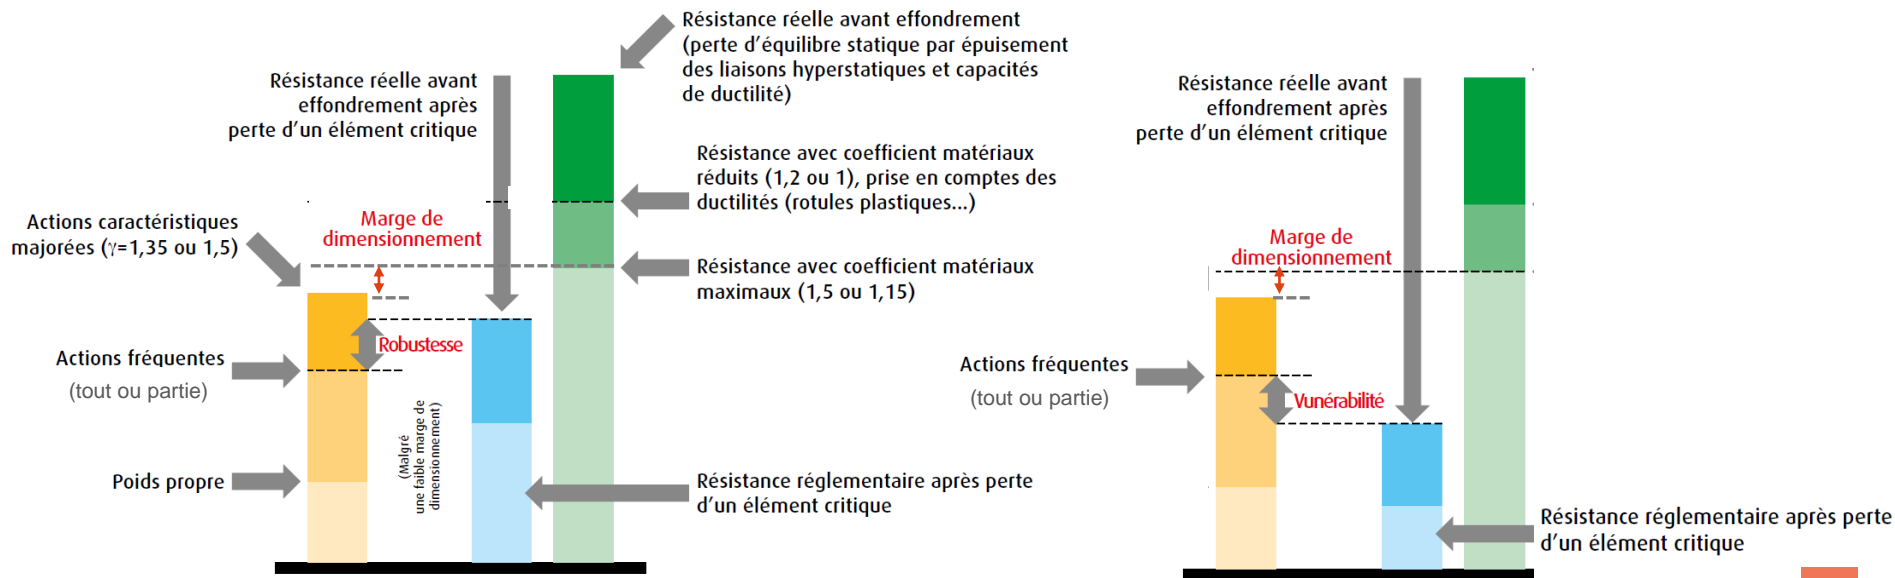 Résistance réelle avant effondrement
(perte d'équilibre statique par épuisement
des liaisons hyperstatiques et capacités
de ductilité)
Résistance réelle avant
effondrement après
perte d'un élément critique
Résistance avec coefficient matériaux
réduits (1,2 ou 1), prise en comptes des
ductilités (rotules plastiques...)
Actions caractéristiques
majorées (γ=1,35 ou 1,5)
Marge de
dimensionnement
Résistance avec coefficient matériaux
maximaux (1,5 ou 1,15)
Robustesse
Actions fréquentes
(tout ou partie)
(Malgré
une faible marge de
dimensionnement)
Poids propre
Résistance réglementaire après perte
d'un élément critique
Résistance réelle avant
effondrement après
perte d'un élément critique
Marge de
dimensionnement
Actions fréquentes
(tout ou partie)
Vunérabilité
Résistance réglementaire après perte
d'un élément critique